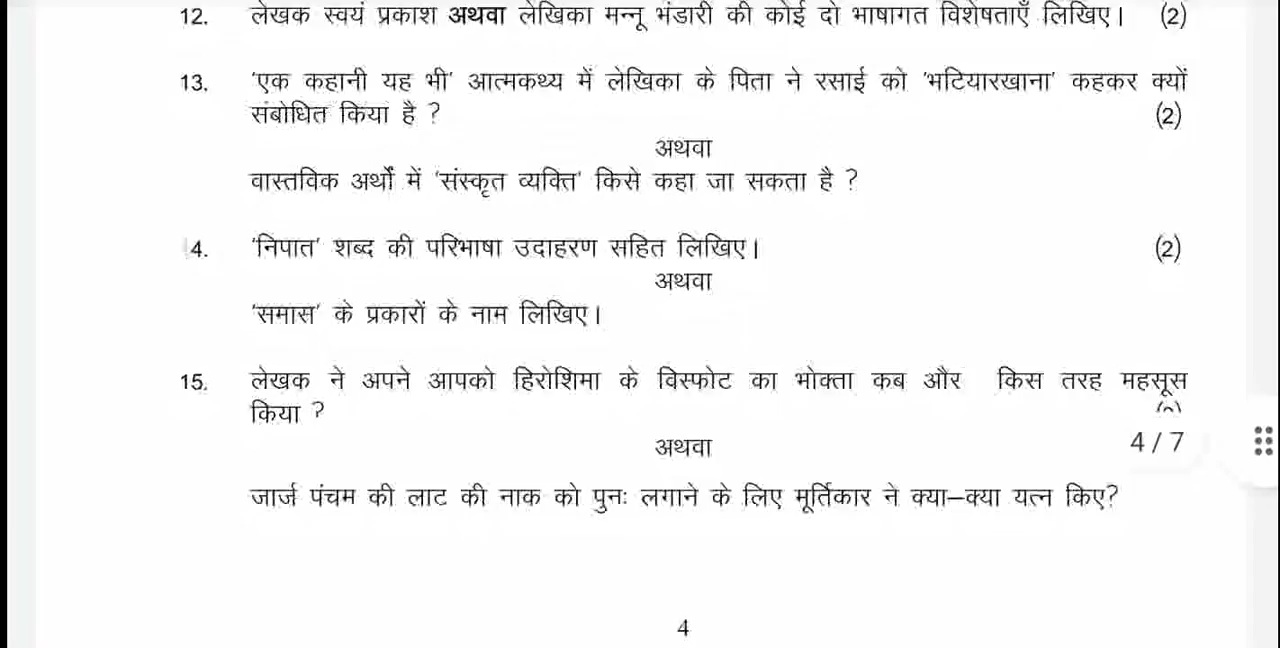 12. लेखक स्वयं प्रकाश अथवा लेखिका मन्नू भंडारी की कोई दो भाषागत विशेषताएँ लिखिए। (2)
13. 'एक कहानी यह भी' आत्मकथ्य में लेखिका के पिता ने रसाई को 'भटियारखाना' कहकर क्यों
संबोधित किया है ? (2)
अथवा
वास्तविक अर्थों में 'संस्कृत व्यक्ति' किसे कहा जा सकता है ?
4. 'निपात' शब्द की परिभाषा उदाहरण सहित लिखिए। (2)
अथवा
'समास' के प्रकारों के नाम लिखिए।
15. लेखक ने अपने आपको हिरोशिमा के विस्फोट का भोक्ता कब और किस तरह महसूस
किया ?
अथवा
4 / 7
जार्ज पंचम की लाट की नाक को पुनः लगाने के लिए मूर्तिकार ने क्या–क्या यत्न किए?
4